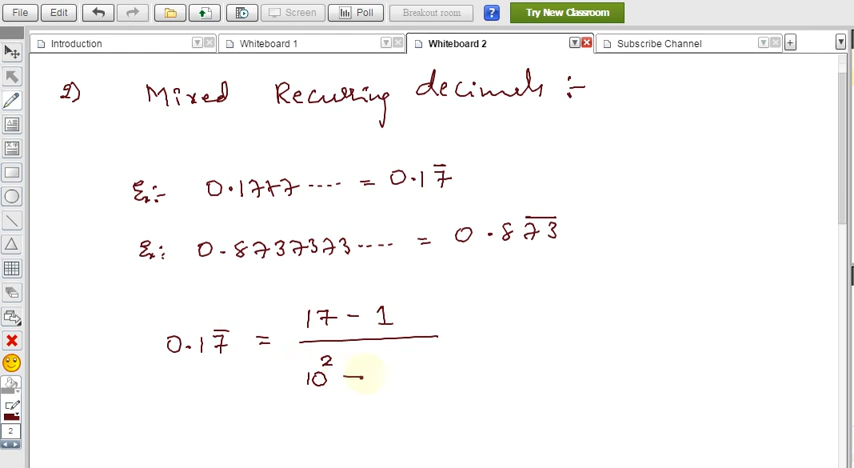 File Edit Screen Poll Breakout room ? Try New Classroom
Introduction Whiteboard 1 Whiteboard 2 Subscribe Channel
2) Mixed Recurring decimals :-
Ex:- 0.1777.... = 0.17̅
Ex: 0.8737373.... = 0.87̅3̅
0.17̅ = 17 - 1
10² -
2